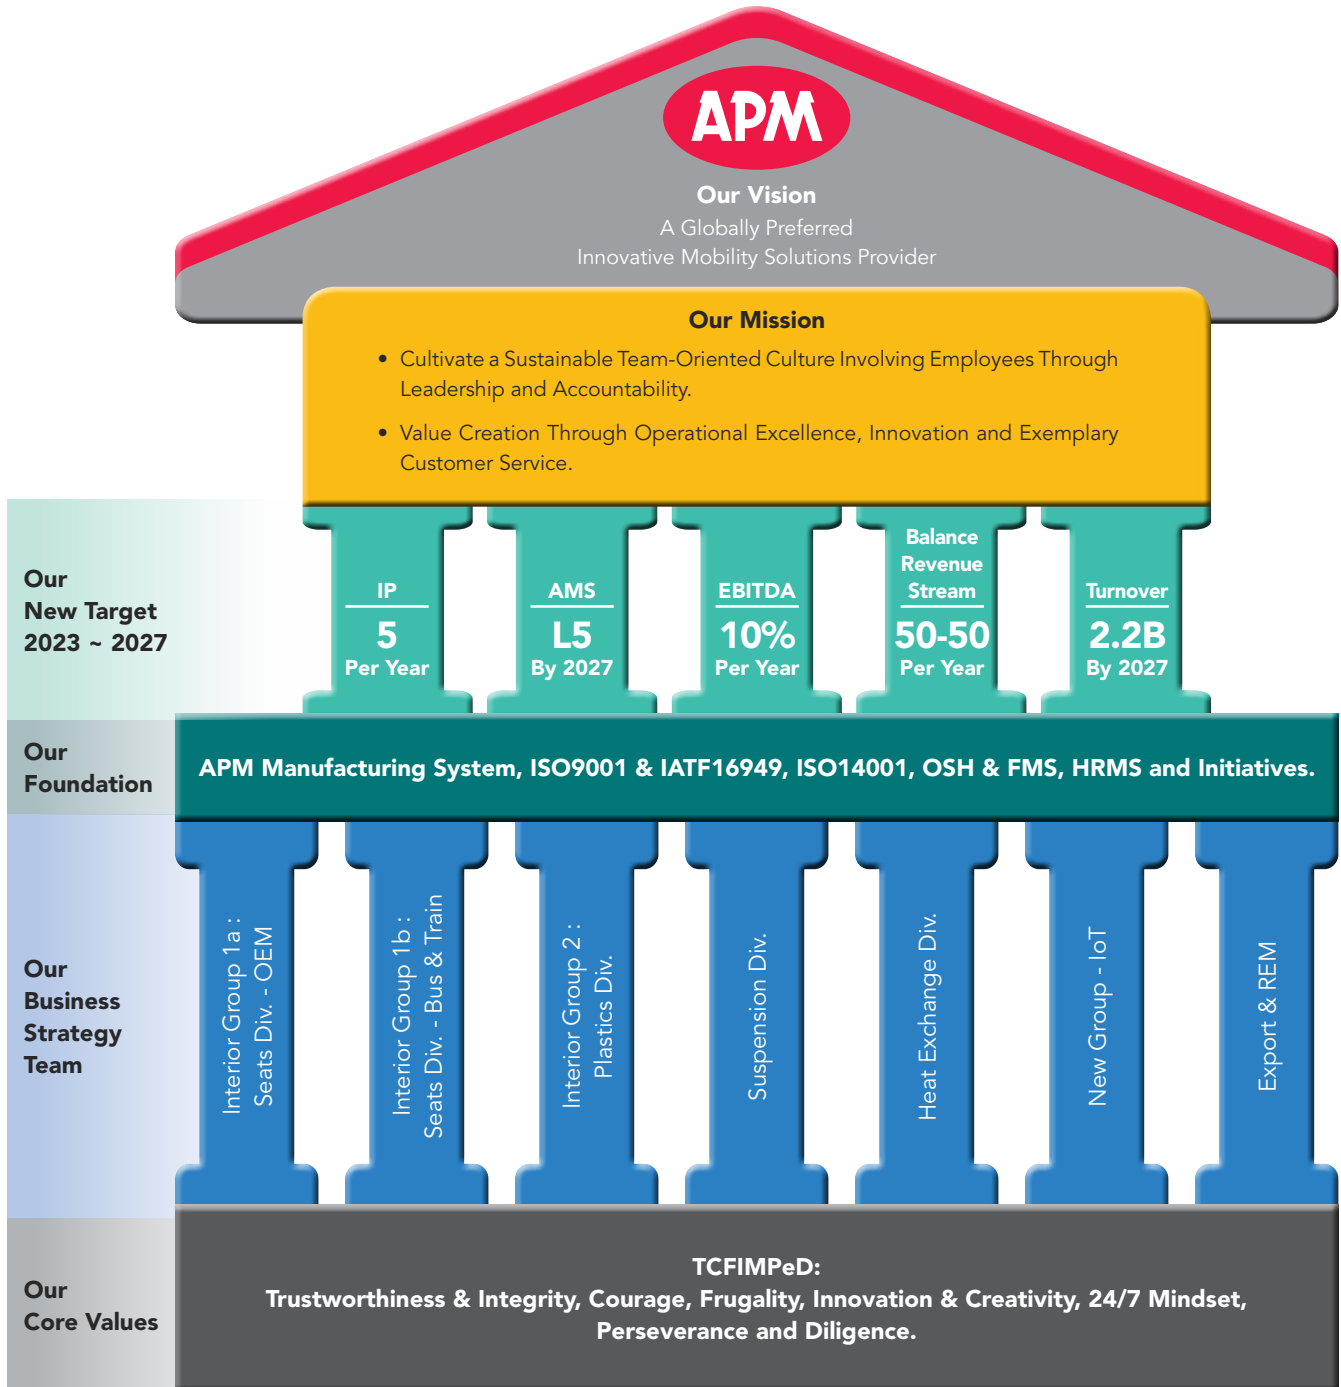 APM
Our Vision
A Globally Preferred
Innovative Mobility Solutions Provider
Our Mission
• Cultivate a Sustainable Team-Oriented Culture Involving Employees Through
Leadership and Accountability.
• Value Creation Through Operational Excellence, Innovation and Exemplary
Customer Service.
Our
New Target
2023 ~ 2027
IP
5
Per Year
AMS
L5
By 2027
EBITDA
10%
Per Year
Balance
Revenue
Stream
50-50
Per Year
Turnover
2.2B
By 2027
Our
Foundation
APM Manufacturing System, ISO9001 & IATF16949, ISO14001, OSH & FMS, HRMS and Initiatives.
Our
Business
Strategy
Team
Interior Group 1a :
Seats Div. - OEM
Interior Group 1b :
Seats Div. - Bus & Train
Interior Group 2 :
Plastics Div.
Suspension Div.
Heat Exchange Div.
New Group - IoT
Export & REM
Our
Core Values
TCFIMPeD:
Trustworthiness & Integrity, Courage, Frugality, Innovation & Creativity, 24/7 Mindset,
Perseverance and Diligence.